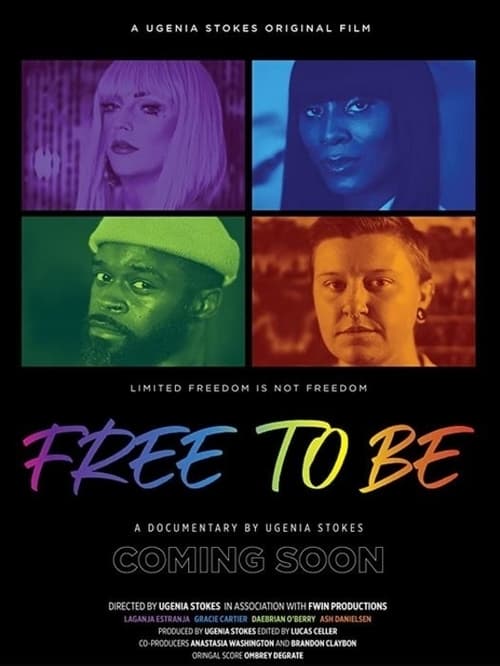 A UGENIA STOKES ORIGINAL FILM
LIMITED FREEDOM IS NOT FREEDOM
FREE TO BE
A DOCUMENTARY BY UGENIA STOKES
COMING SOON
DIRECTED BY UGENIA STOKES IN ASSOCIATION WITH FWIN PRODUCTIONS
LAGANJA ESTRANJA GRACIE CARTIER DAEBRIAN O'BERRY ASH DANIELSEN
PRODUCED BY UGENIA STOKES EDITED BY LUCAS CELLER
CO-PRODUCERS ANASTASIA WASHINGTON AND BRANDON CLAYBON
ORINGAL SCORE OMBREY DEGRATE